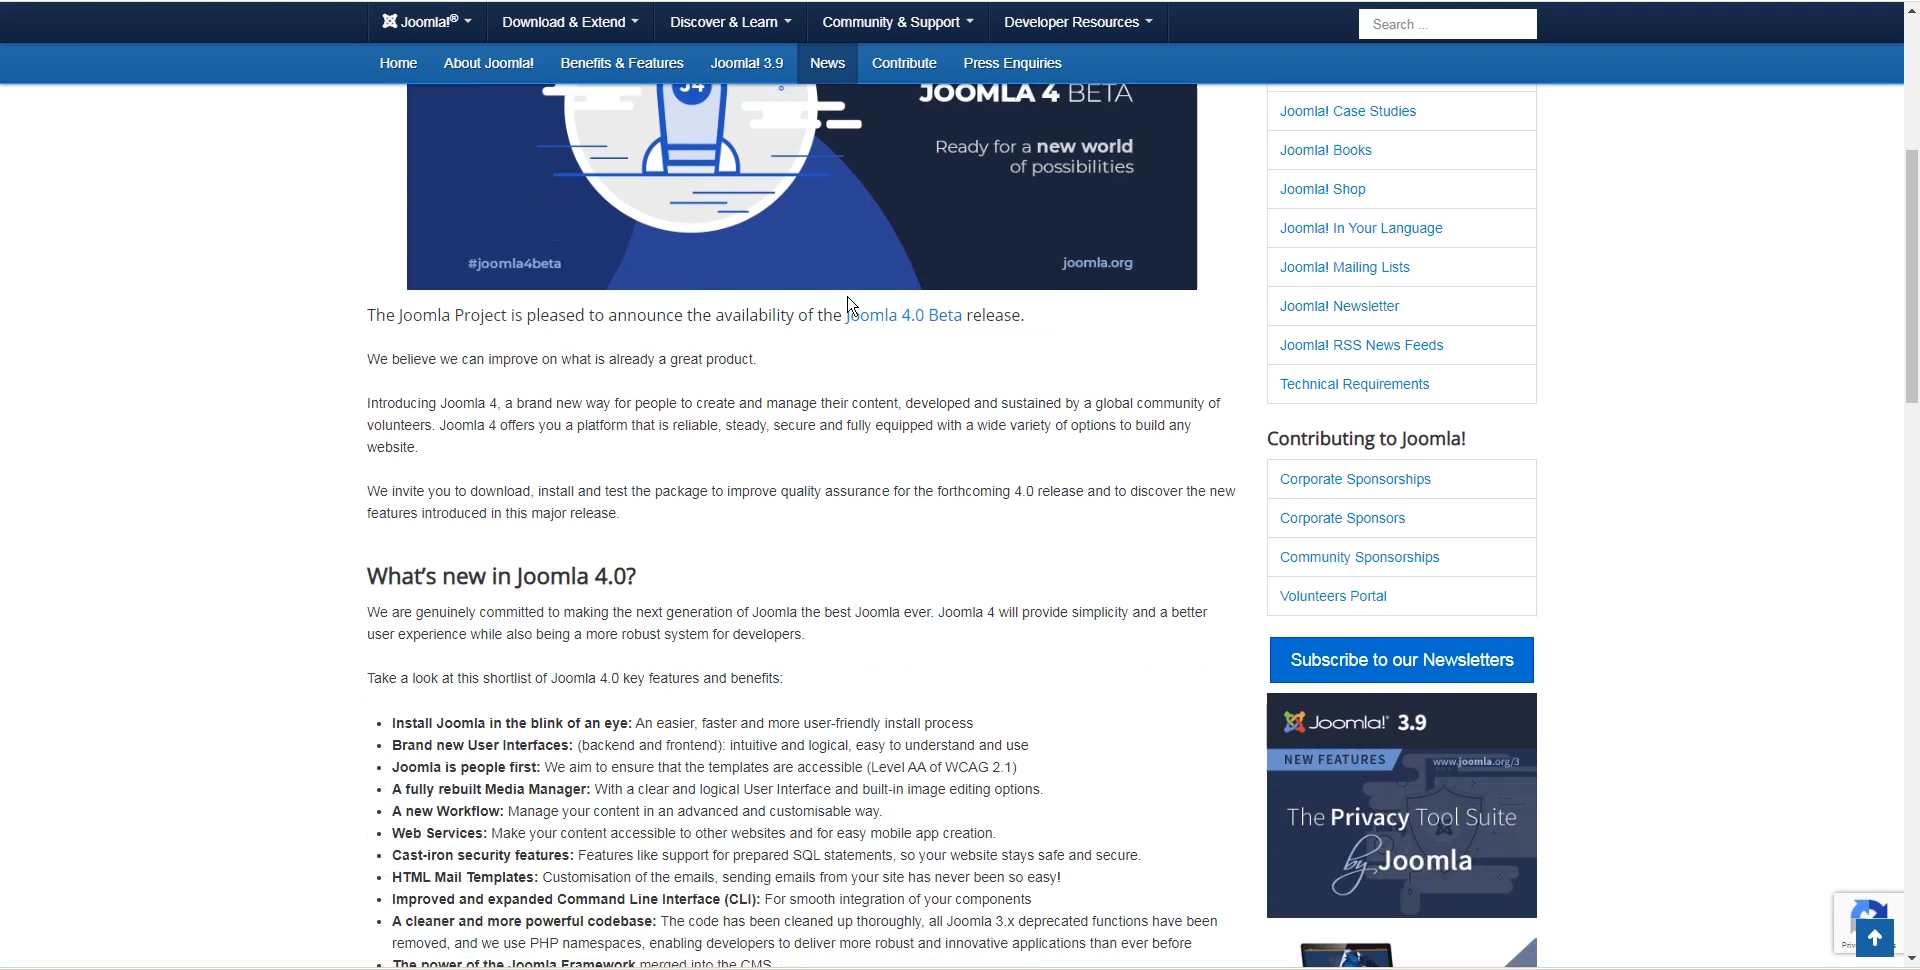 Joomla!® Download & Extend Discover & Learn Community & Support Developer Resources Search ...
Home About Joomla! Benefits & Features Joomla! 3.9 News Contribute Press Enquiries
J4
JOOMLA 4 BETA
Ready for a new world
of possibilities
#joomla4beta joomla.org
The Joomla Project is pleased to announce the availability of the Joomla 4.0 Beta release.
We believe we can improve on what is already a great product.
Introducing Joomla 4, a brand new way for people to create and manage their content, developed and sustained by a global community of
volunteers. Joomla 4 offers you a platform that is reliable, steady, secure and fully equipped with a wide variety of options to build any
website.
We invite you to download, install and test the package to improve quality assurance for the forthcoming 4.0 release and to discover the new
features introduced in this major release.
What's new in Joomla 4.0?
We are genuinely committed to making the next generation of Joomla the best Joomla ever. Joomla 4 will provide simplicity and a better
user experience while also being a more robust system for developers.
Take a look at this shortlist of Joomla 4.0 key features and benefits:
• Install Joomla in the blink of an eye: An easier, faster and more user-friendly install process
• Brand new User Interfaces: (backend and frontend): intuitive and logical, easy to understand and use
• Joomla is people first: We aim to ensure that the templates are accessible (Level AA of WCAG 2.1)
• A fully rebuilt Media Manager: With a clear and logical User Interface and built-in image editing options.
• A new Workflow: Manage your content in an advanced and customisable way.
• Web Services: Make your content accessible to other websites and for easy mobile app creation.
• Cast-iron security features: Features like support for prepared SQL statements, so your website stays safe and secure.
• HTML Mail Templates: Customisation of the emails, sending emails from your site has never been so easy!
• Improved and expanded Command Line Interface (CLI): For smooth integration of your components
• A cleaner and more powerful codebase: The code has been cleaned up thoroughly, all Joomla 3.x deprecated functions have been
removed, and we use PHP namespaces, enabling developers to deliver more robust and innovative applications than ever before
• The power of the Joomla Framework merged into the CMS
Joomla! Case Studies
Joomla! Books
Joomla! Shop
Joomla! In Your Language
Joomla! Mailing Lists
Joomla! Newsletter
Joomla! RSS News Feeds
Technical Requirements
Contributing to Joomla!
Corporate Sponsorships
Corporate Sponsors
Community Sponsorships
Volunteers Portal
Subscribe to our Newsletters
Joomla!® 3.9
NEW FEATURES www.joomla.org/3
The Privacy Tool Suite
by Joomla